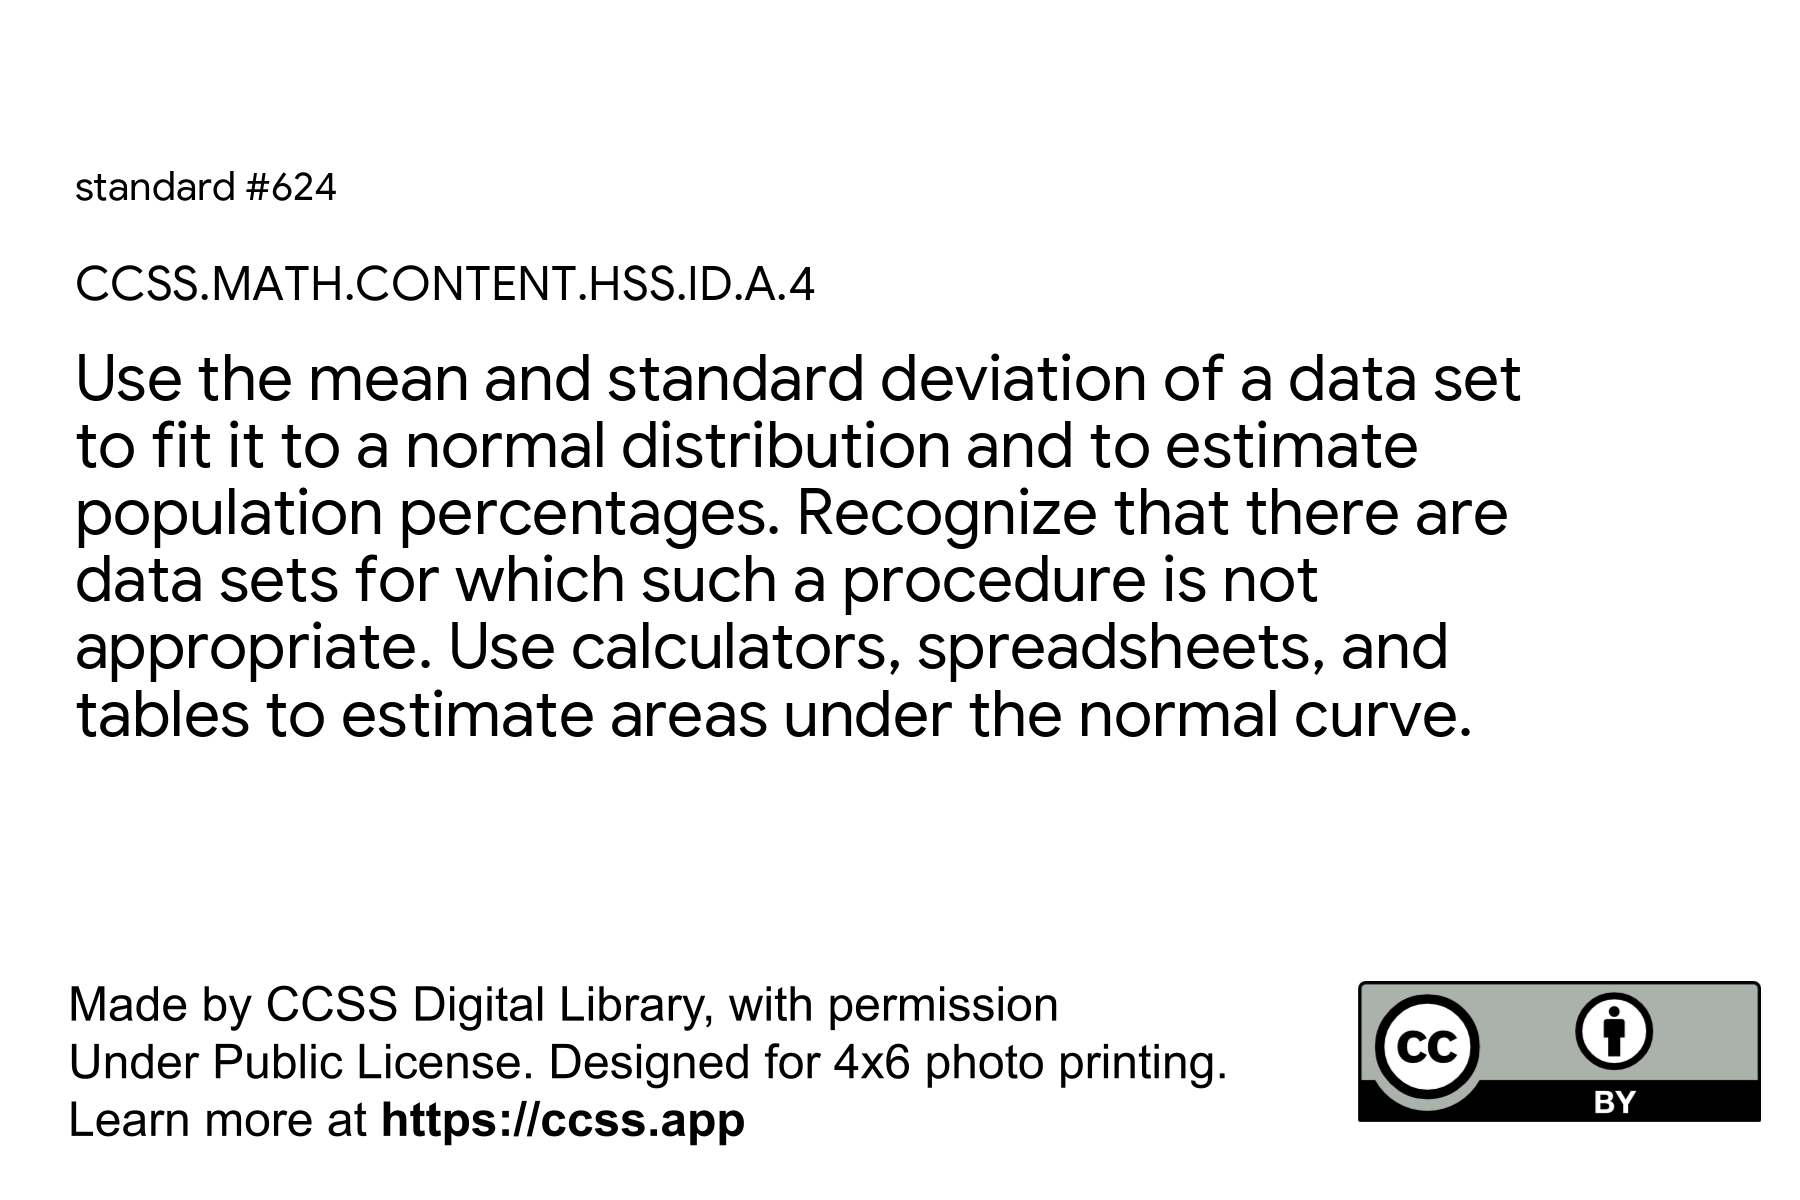 standard #624
CCSS.MATH.CONTENT.HSS.ID.A.4
Use the mean and standard deviation of a data set
to fit it to a normal distribution and to estimate
population percentages. Recognize that there are
data sets for which such a procedure is not
appropriate. Use calculators, spreadsheets, and
tables to estimate areas under the normal curve.
Made by CCSS Digital Library, with permission
Under Public License. Designed for 4x6 photo printing.
Learn more at https://ccss.app
cc
BY